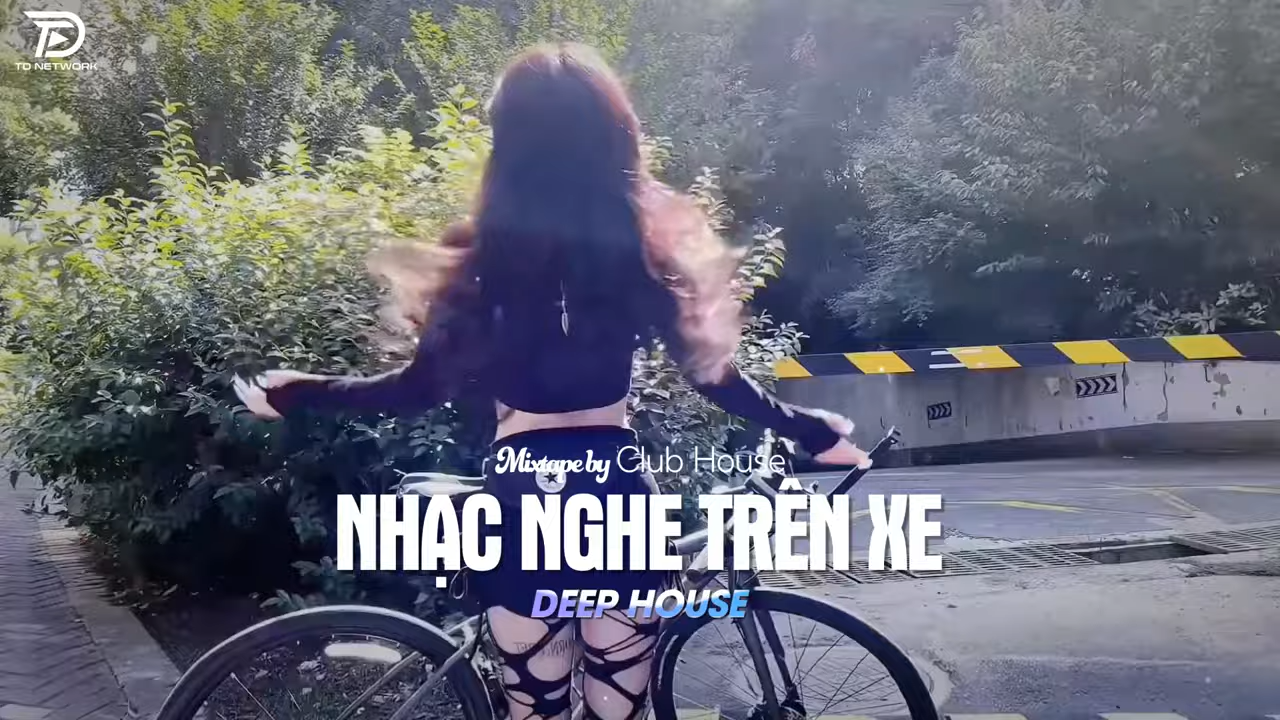 TD NETWORK
Mixtape by Club House
NHẠC NGHE TRÊN XE
DEEP HOUSE